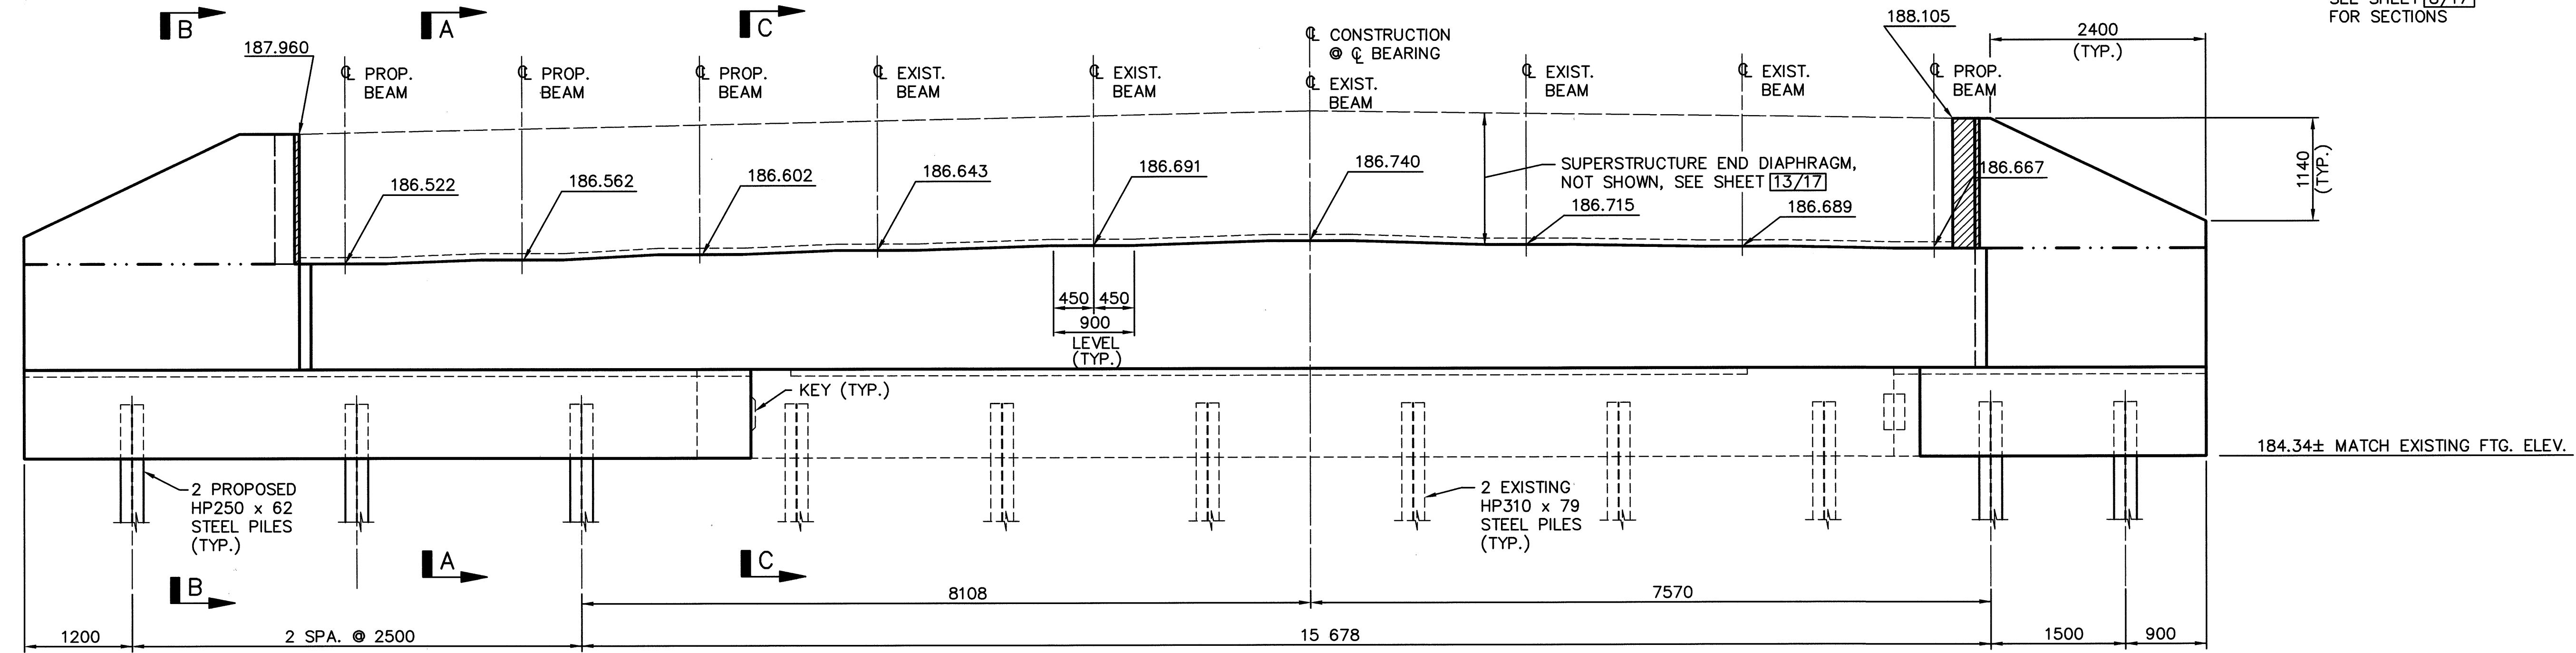 B
A
C
SEE SHEET
FOR SECTIONS
187.960
188.105
2400
(TYP.)
℄ CONSTRUCTION
@ ℄ BEARING
℄ EXIST.
BEAM
℄ PROP.
BEAM
℄ PROP.
BEAM
℄ PROP.
BEAM
℄ EXIST.
BEAM
℄ EXIST.
BEAM
℄ EXIST.
BEAM
℄ EXIST.
BEAM
℄ PROP.
BEAM
1140
(TYP.)
186.522
186.562
186.602
186.643
186.691
186.740
SUPERSTRUCTURE END DIAPHRAGM,
NOT SHOWN, SEE SHEET 13/17
186.715
186.689
186.667
450 450
900
LEVEL
(TYP.)
KEY (TYP.)
184.34± MATCH EXISTING FTG. ELEV.
2 PROPOSED
HP250 x 62
STEEL PILES
(TYP.)
2 EXISTING
HP310 x 79
STEEL PILES
(TYP.)
B
A
C
8108
7570
1200
2 SPA. @ 2500
15 678
1500
900